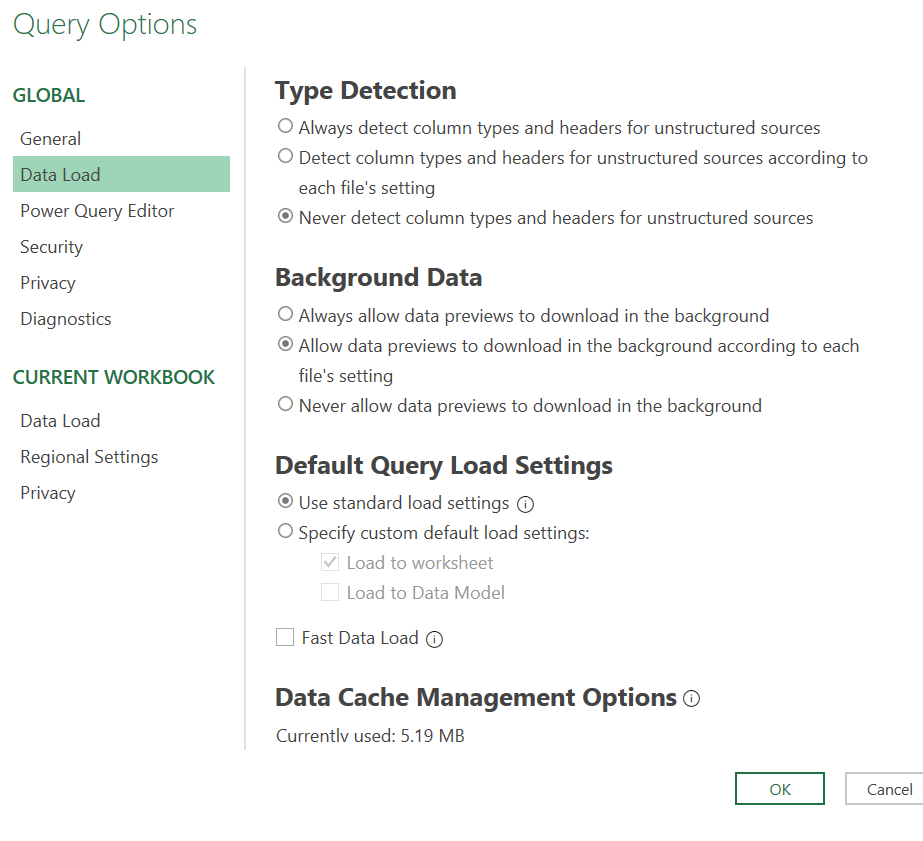 Query Options
GLOBAL
General
Data Load
Power Query Editor
Security
Privacy
Diagnostics
CURRENT WORKBOOK
Data Load
Regional Settings
Privacy
Type Detection
Always detect column types and headers for unstructured sources
Detect column types and headers for unstructured sources according to
each file's setting
Never detect column types and headers for unstructured sources
Background Data
Always allow data previews to download in the background
Allow data previews to download in the background according to each
file's setting
Never allow data previews to download in the background
Default Query Load Settings
Use standard load settings
Specify custom default load settings:
Load to worksheet
Load to Data Model
Fast Data Load
Data Cache Management Options
Currently used: 5.19 MB
OK
Cancel